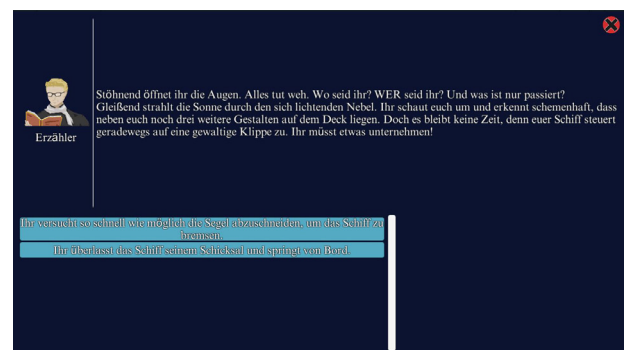 Stöhnend öffnet ihr die Augen. Alles tut weh. Wo seid ihr? WER seid ihr? Und was ist nur passiert?
Gleißend strahlt die Sonne durch den sich lichtenden Nebel. Ihr schaut euch um und erkennt schemenhaft, dass
neben euch noch drei weitere Gestalten auf dem Deck liegen. Doch es bleibt keine Zeit, denn euer Schiff steuert
geradewegs auf eine gewaltige Klippe zu. Ihr müsst etwas unternehmen!
Erzähler
Ihr versucht so schnell wie möglich die Segel abzuschneiden, um das Schiff zu
bremsen.
Ihr überlasst das Schiff seinem Schicksal und springt von Bord.